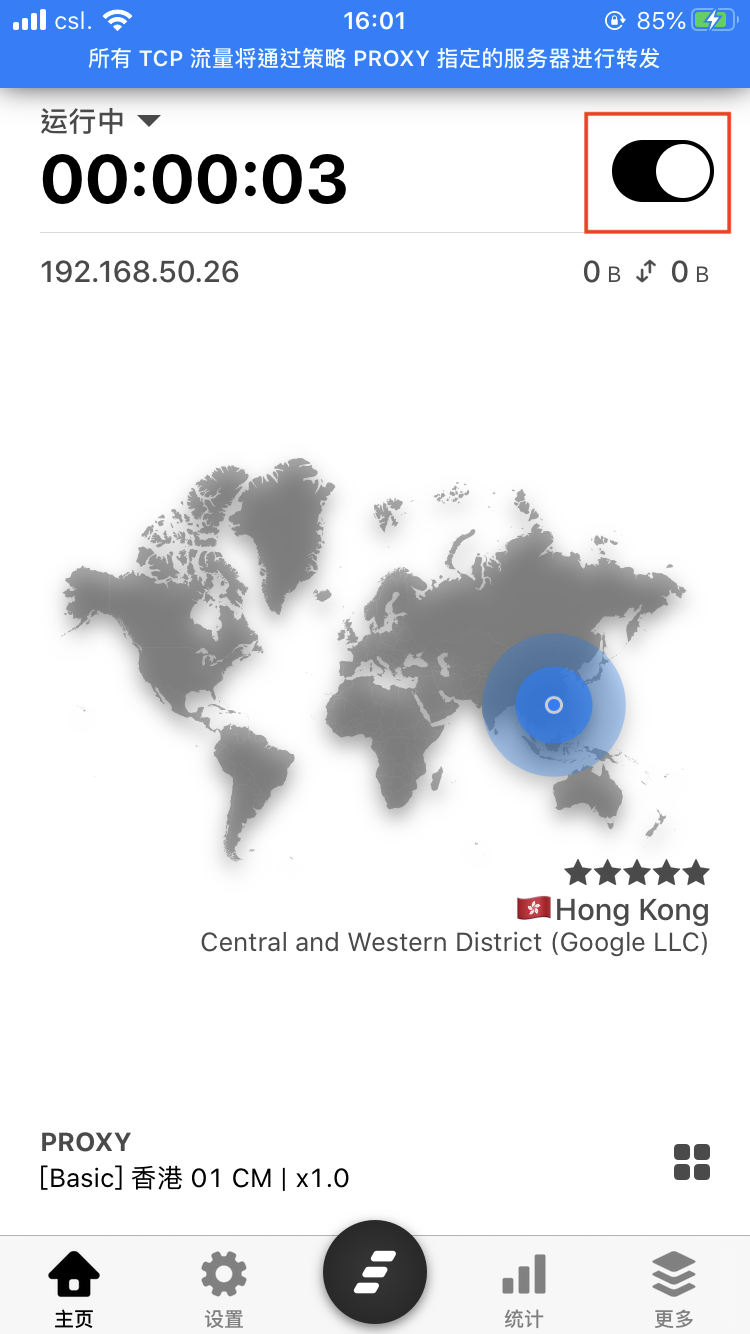 csl. 16:01 85%
所有 TCP 流量将通过策略 PROXY 指定的服务器进行转发
运行中
00:00:03
192.168.50.26 0 B 0 B
Hong Kong
Central and Western District (Google LLC)
PROXY
[Basic] 香港 01 CM | x1.0
主页 设置 统计 更多